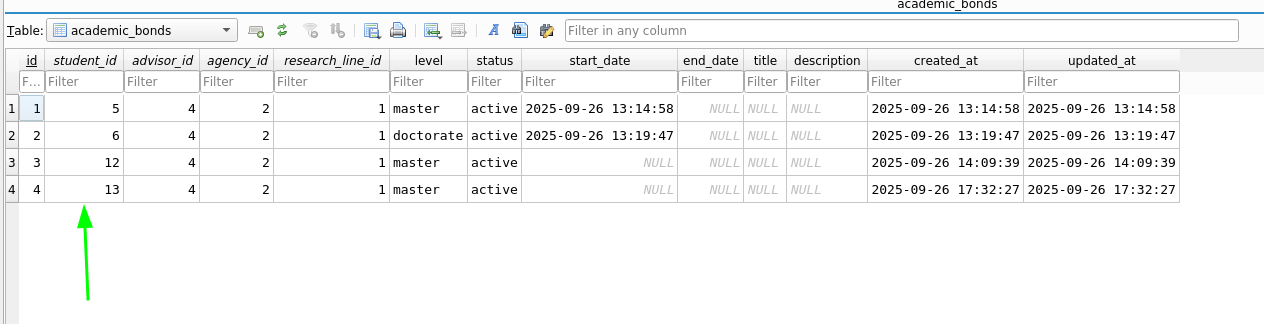 academic_bonds
Table: academic_bonds Filter in any column
id student_id advisor_id agency_id research_line_id level status start_date end_date title description created_at updated_at
F... Filter Filter Filter Filter Filter Filter Filter Filter Filter Filter Filter Filter
1 1 5 4 2 1 master active 2025-09-26 13:14:58 NULL NULL NULL 2025-09-26 13:14:58 2025-09-26 13:14:58
2 2 6 4 2 1 doctorate active 2025-09-26 13:19:47 NULL NULL NULL 2025-09-26 13:19:47 2025-09-26 13:19:47
3 3 12 4 2 1 master active NULL NULL NULL NULL 2025-09-26 14:09:39 2025-09-26 14:09:39
4 4 13 4 2 1 master active NULL NULL NULL NULL 2025-09-26 17:32:27 2025-09-26 17:32:27